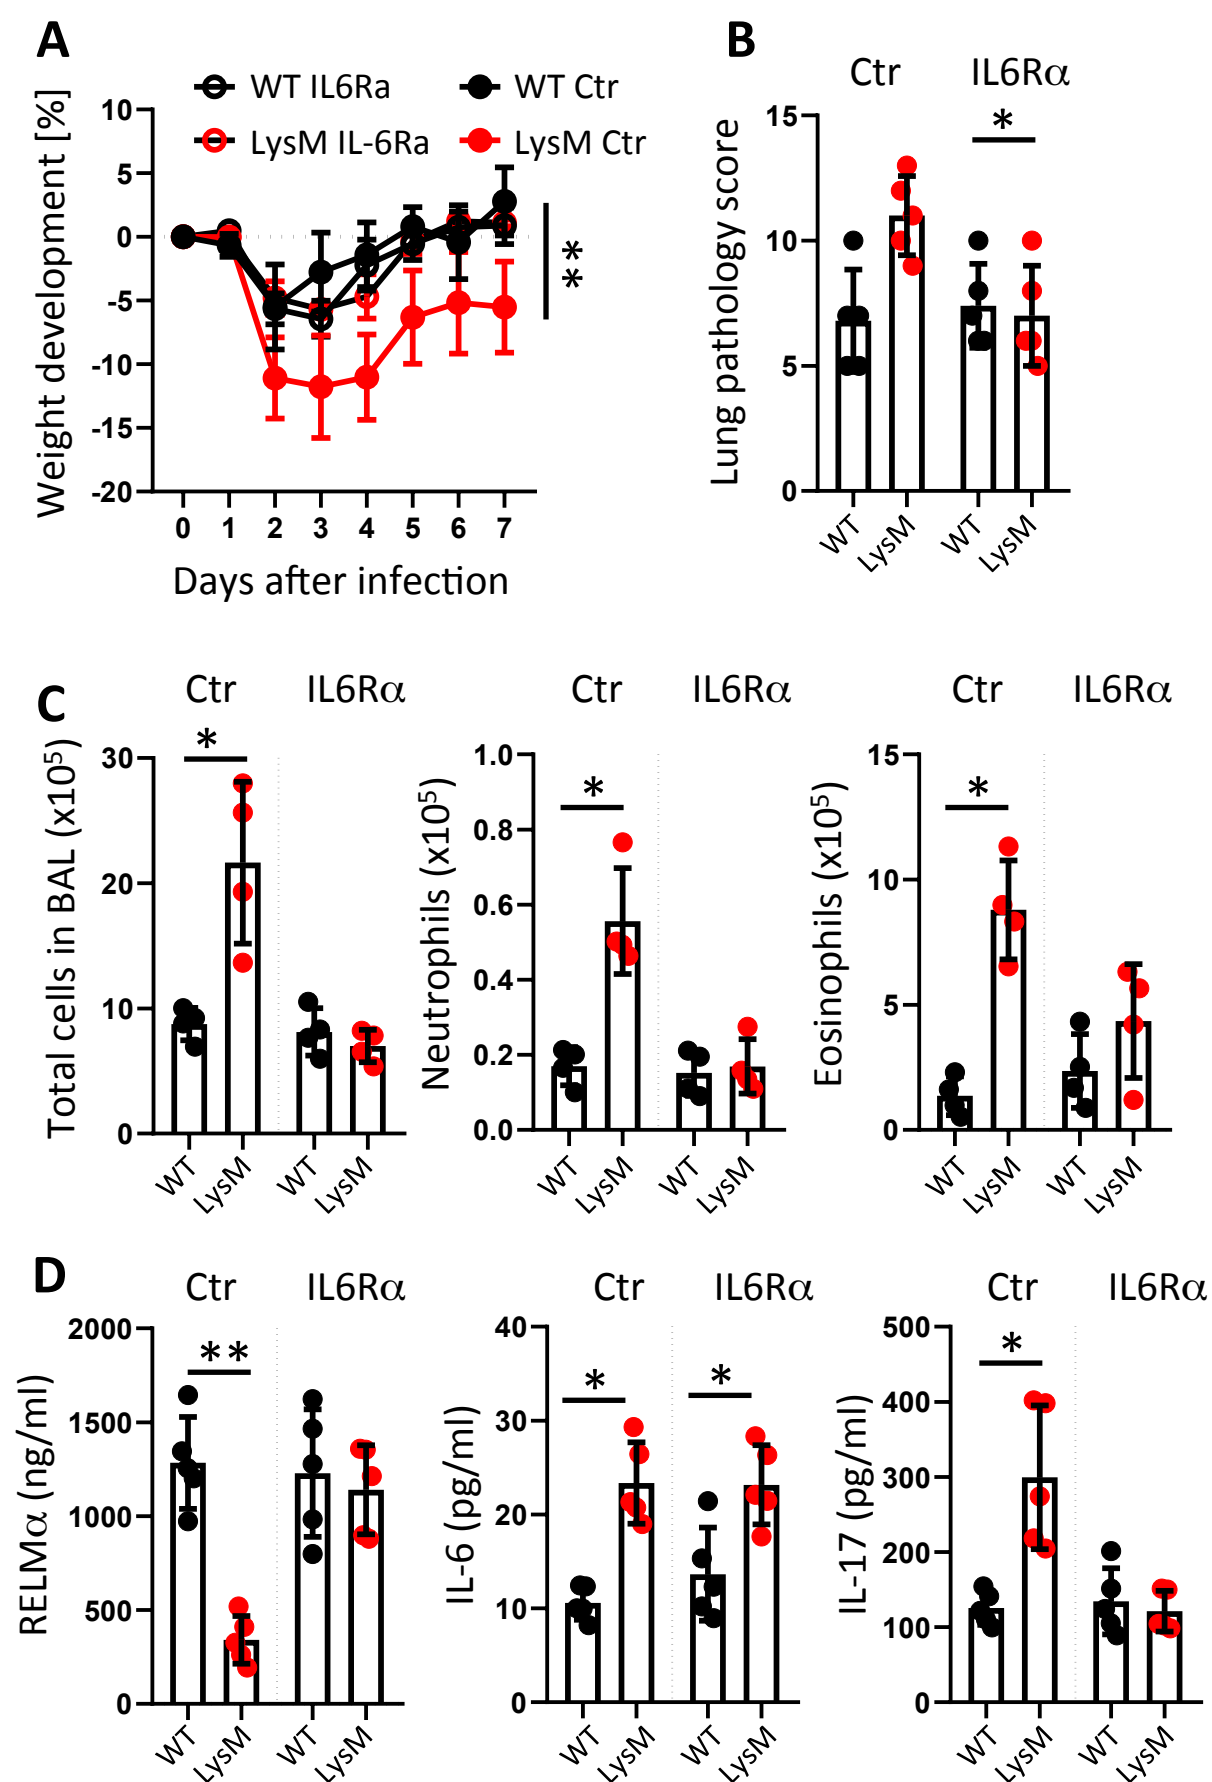 A
WT IL6Ra
WT Ctr
LysM IL-6Ra
LysM Ctr
Weight development [%]
10
5
0
-5
-10
-15
-20
**
0 1 2 3 4 5 6 7
Days after infection
B
Ctr IL6Rα
*
Lung pathology score
15
10
5
0
WT LysM WT LysM
C
Ctr IL6Rα
*
Total cells in BAL (x10⁵)
30
20
10
0
WT LysM WT LysM
Ctr IL6Rα
*
Neutrophils (x10⁵)
1.0
0.8
0.6
0.4
0.2
0.0
WT LysM WT LysM
Ctr IL6Rα
*
Eosinophils (x10⁵)
15
10
5
0
WT LysM WT LysM
D
Ctr IL6Rα
**
RELMα (ng/ml)
2000
1500
1000
500
0
WT LysM WT LysM
Ctr IL6Rα
* *
IL-6 (pg/ml)
40
30
20
10
0
WT LysM WT LysM
Ctr IL6Rα
*
IL-17 (pg/ml)
500
400
300
200
100
0
WT LysM WT LysM